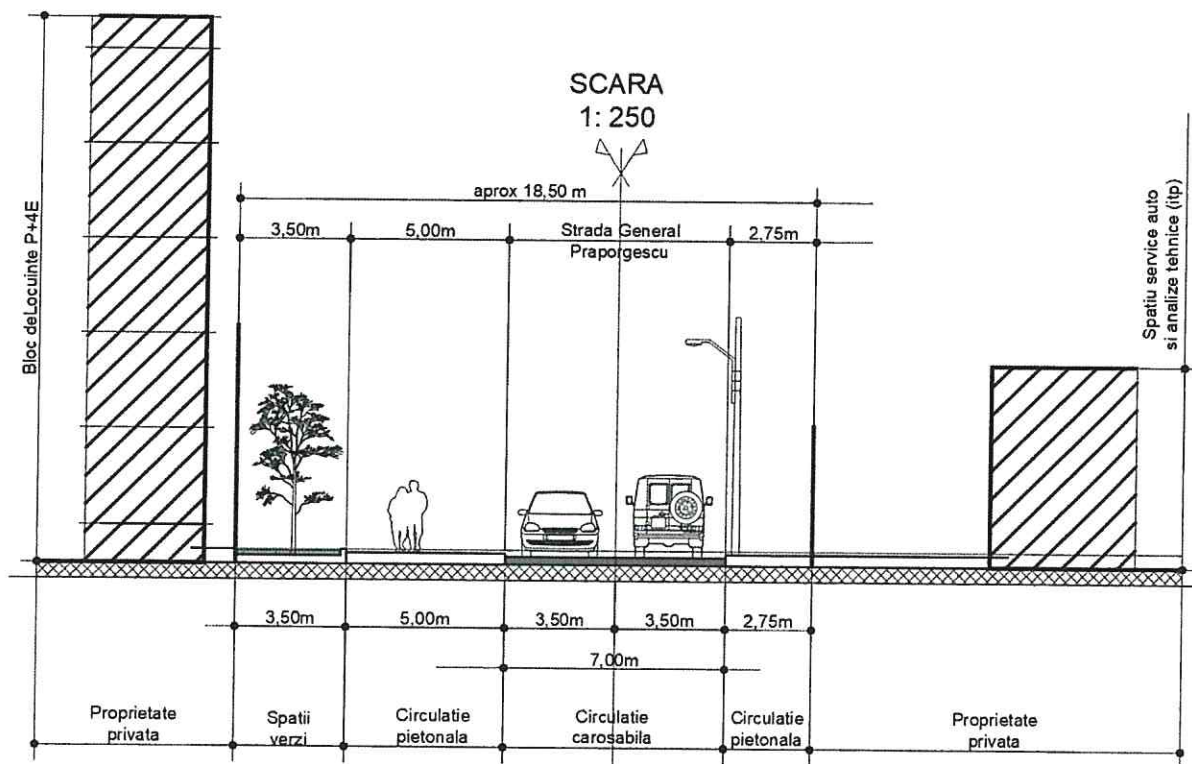 SCARA
1: 250
aprox 18,50 m
3,50m
5,00m
Strada General
Praporgescu
2,75m
Bloc deLocuinte P+4E
Spatiu service auto
si analize tehnice (itp)
3,50m
5,00m
3,50m
3,50m
2,75m
7,00m
Proprietate
privata
Spatii
verzi
Circulatie
pietonala
Circulatie
carosabila
Circulatie
pietonala
Proprietate
privata